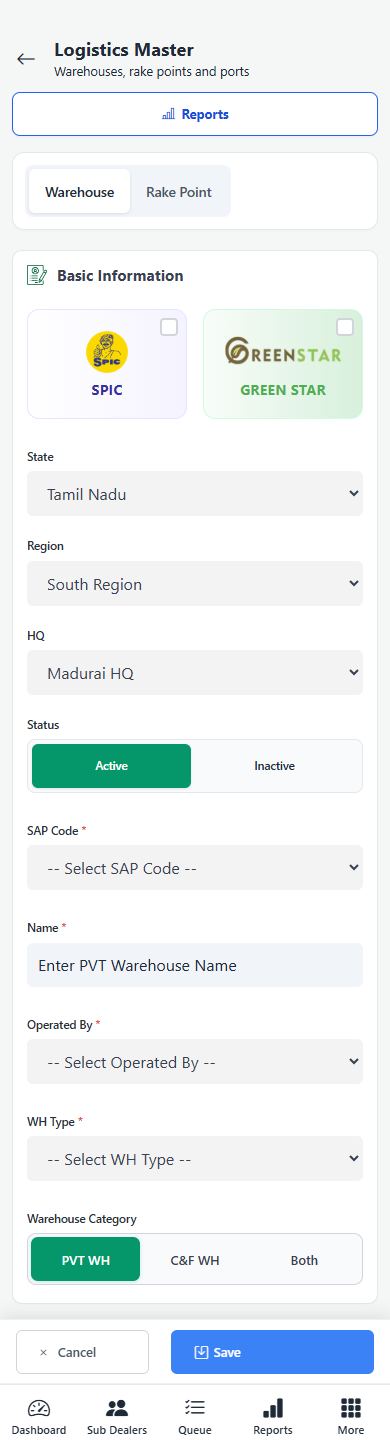 Logistics Master
Warehouses, rake points and ports
Reports
Warehouse
Rake Point
Basic Information
SPIC
SPIC
GREENSTAR
GREEN STAR
State
Tamil Nadu
Region
South Region
HQ
Madurai HQ
Status
Active
Inactive
SAP Code *
-- Select SAP Code --
Name *
Enter PVT Warehouse Name
Operated By *
-- Select Operated By --
WH Type *
-- Select WH Type --
Warehouse Category
PVT WH
C&F WH
Both
× Cancel
Save
Dashboard
Sub Dealers
Queue
Reports
More